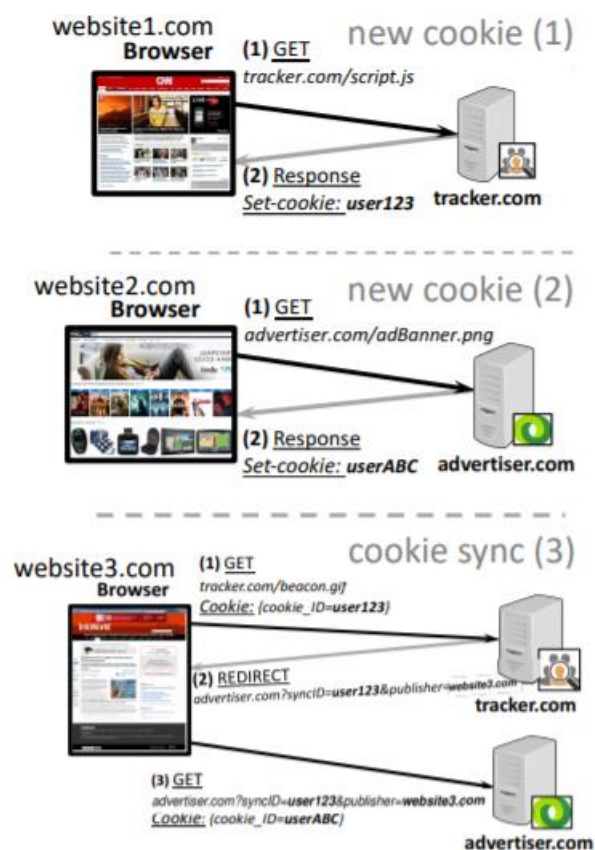 website1.com
Browser
new cookie (1)
(1) GET
tracker.com/script.js
CNN
(2) Response
Set-cookie: user123
tracker.com
new cookie (2)
website2.com
Browser
(1) GET
advertiser.com/adBanner.png
kindle
(2) Response
Set-cookie: userABC
advertiser.com
cookie sync (3)
website3.com
Browser
(1) GET
tracker.com/beacon.gif
Cookie: {cookie_ID=user123}
(2) REDIRECT
advertiser.com?syncID=user123&publisher=website3.com
tracker.com
(3) GET
advertiser.com?syncID=user123&publisher=website3.com
Cookie: {cookie_ID=userABC}
advertiser.com